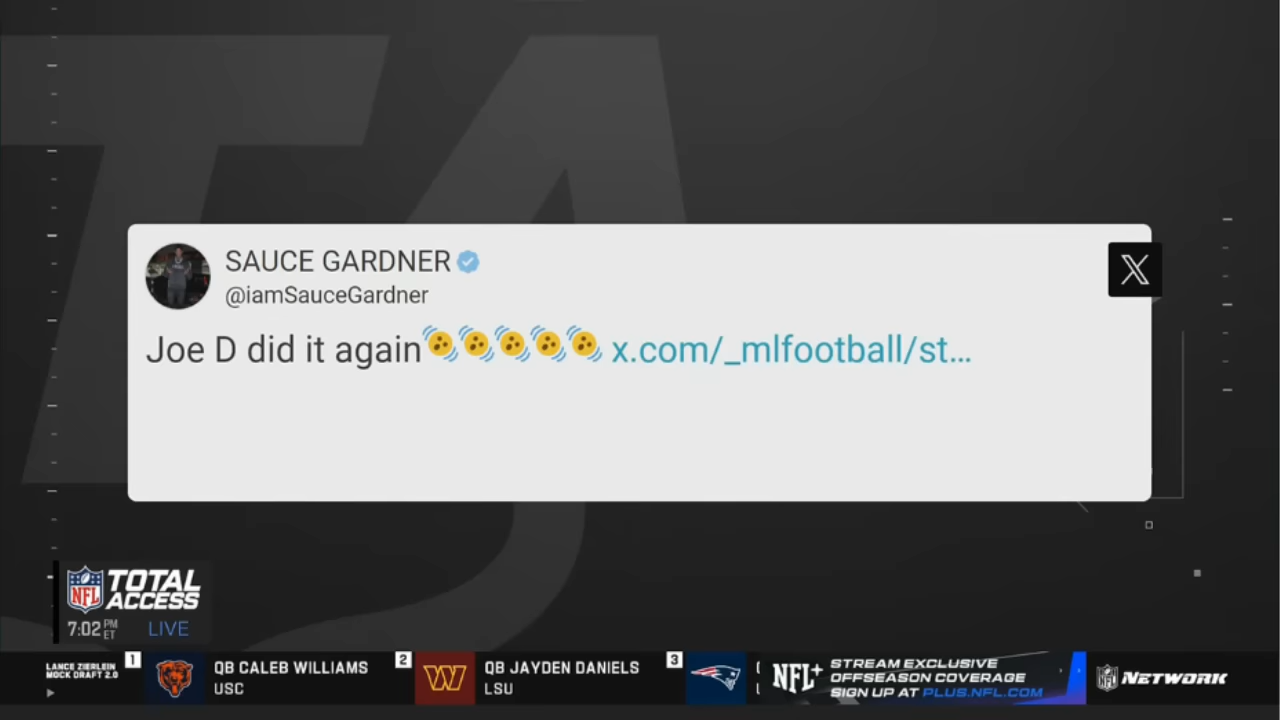 SAUCE GARDNER
@iamSauceGardner
Joe D did it again🫨🫨🫨🫨🫨 x.com/_mlfootball/st…
X
NFL TOTAL ACCESS
7:02 PM ET LIVE
LANCE ZIERLEIN
MOCK DRAFT 2.0
1
QB CALEB WILLIAMS
USC
2
W
QB JAYDEN DANIELS
LSU
3
NFL+
STREAM EXCLUSIVE
OFFSEASON COVERAGE
SIGN UP AT PLUS.NFL.COM
NFL NETWORK